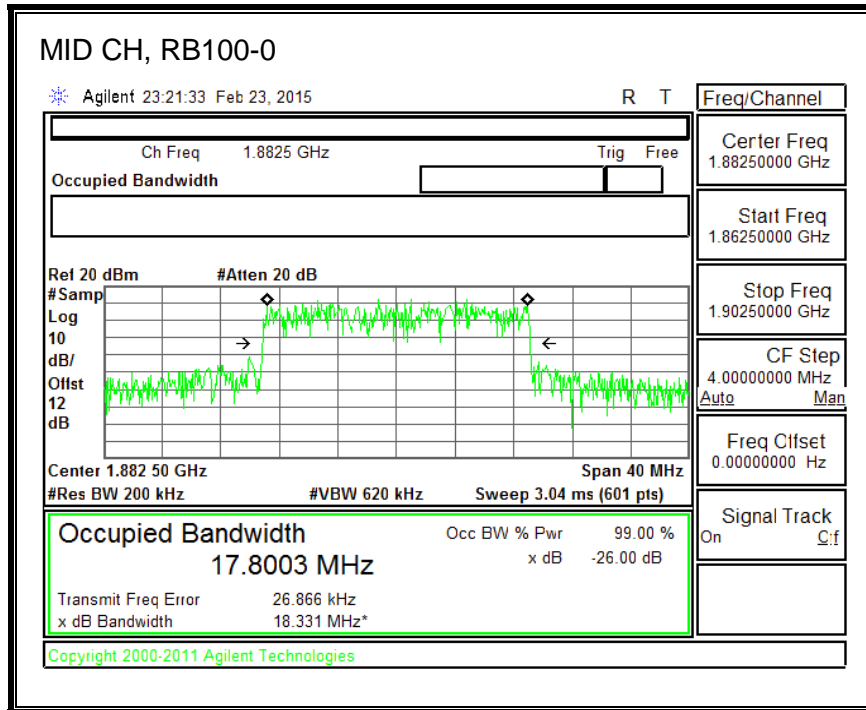 MID CH, RB100-0
Agilent 23:21:33 Feb 23, 2015 R T
Freq/Channel
Ch Freq 1.8825 GHz Trig Free
Occupied Bandwidth
Center Freq
1.88250000 GHz
Start Freq
1.86250000 GHz
Stop Freq
1.90250000 GHz
CF Step
4.00000000 MHz
Auto Man
Freq Offset
0.00000000 Hz
Signal Track
On Off
Ref 20 dBm #Atten 20 dB
#Samp
Log
10
dB/
Offst
12
dB
Center 1.882 50 GHz Span 40 MHz
#Res BW 200 kHz #VBW 620 kHz Sweep 3.04 ms (601 pts)
Occupied Bandwidth Occ BW % Pwr 99.00 %
17.8003 MHz x dB -26.00 dB
Transmit Freq Error 26.866 kHz
x dB Bandwidth 18.331 MHz*
Copyright 2000-2011 Agilent Technologies